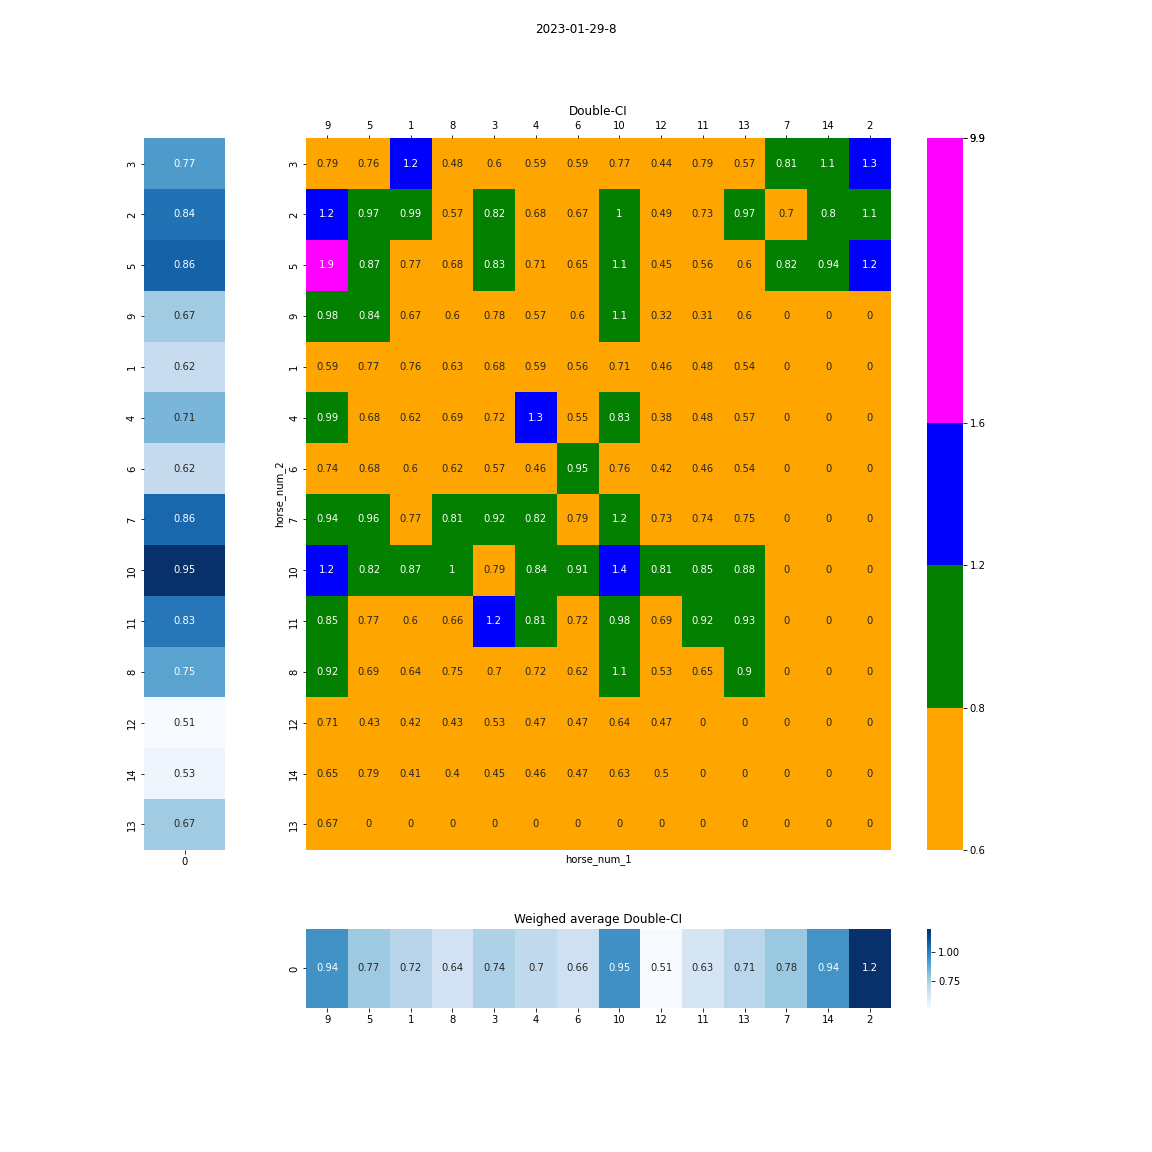 2023-01-29-8
Double-CI
9 5 1 8 3 4 6 10 12 11 13 7 14 2
9.9
3 0.77 3 0.79 0.76 1.2 0.48 0.6 0.59 0.59 0.77 0.44 0.79 0.57 0.81 1.1 1.3
2 0.84 2 1.2 0.97 0.99 0.57 0.82 0.68 0.67 1 0.49 0.73 0.97 0.7 0.8 1.1
5 0.86 5 1.9 0.87 0.77 0.68 0.83 0.71 0.65 1.1 0.45 0.56 0.6 0.82 0.94 1.2
9 0.67 9 0.98 0.84 0.67 0.6 0.78 0.57 0.6 1.1 0.32 0.31 0.6 0 0 0
1 0.62 1 0.59 0.77 0.76 0.63 0.68 0.59 0.56 0.71 0.46 0.48 0.54 0 0 0
4 0.71 4 0.99 0.68 0.62 0.69 0.72 1.3 0.55 0.83 0.38 0.48 0.57 0 0 0
1.6
6 0.62 6 0.74 0.68 0.6 0.62 0.57 0.46 0.95 0.76 0.42 0.46 0.54 0 0 0
horse_num_2
7 0.86 7 0.94 0.96 0.77 0.81 0.92 0.82 0.79 1.2 0.73 0.74 0.75 0 0 0
1.2
10 0.95 10 1.2 0.82 0.87 1 0.79 0.84 0.91 1.4 0.81 0.85 0.88 0 0 0
11 0.83 11 0.85 0.77 0.6 0.66 1.2 0.81 0.72 0.98 0.69 0.92 0.93 0 0 0
8 0.75 8 0.92 0.69 0.64 0.75 0.7 0.72 0.62 1.1 0.53 0.65 0.9 0 0 0
0.8
12 0.51 12 0.71 0.43 0.42 0.43 0.53 0.47 0.47 0.64 0.47 0 0 0 0 0
14 0.53 14 0.65 0.79 0.41 0.4 0.45 0.46 0.47 0.63 0.5 0 0 0 0 0
13 0.67 13 0.67 0 0 0 0 0 0 0 0 0 0 0 0 0
0.6
0 horse_num_1
Weighed average Double-CI
0 0.94 0.77 0.72 0.64 0.74 0.7 0.66 0.95 0.51 0.63 0.71 0.78 0.94 1.2
1.00
0.75
9 5 1 8 3 4 6 10 12 11 13 7 14 2